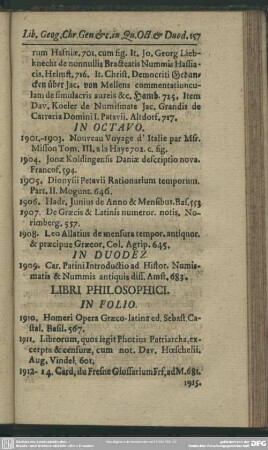 Lib. Geog. Chr. Gen & c. in Qu. Oct. & Duod. 157
rum Hafniæ, 701. cum fig. It. Jo. Georg Lieb-
knecht de nonnullis Bracteatis Nummis Hassia-
cis. Helmst, 716. It. Christ. Democriti Gedan-
cken über Jac. von Mellens commentatiuncu-
lam de simulacris aureis &c. Hamb. 715. Item
Dav. Koeler de Numismate Jac. Grandis de
Carraria Domini I. Patavii. Altdorf, 717.
IN OCTAVO.
1901.-1903. Nouveau Voyage d' Italie par Msr.
Misson Tom. III. a la Haye 702. c. fig.
1904. Jonæ Koldingensis Daniæ descriptio nova.
Francof, 594.
1905. Dionysii Petavii Rationarium temporum.
Part. II. Mogunt. 646.
1906. Hadr. Junius de Anno & Mensibus. Bas, 553
1907. De Græcis & Latinis numeror. notis, No-
rimberg. 557.
1908. Leo Allatius de mensura tempor. antiquor.
& præcipue Græcor. Col. Agrip. 645.
IN DUODEZ.
1909. Car. Patini Introductio ad Histor. Numis-
matis & Nummis antiquis diss. Amst. 683.
LIBRI PHILOSOPHICI.
IN FOLIO.
1910. Homeri Opera Græco-latina ed. Sebast. Ca-
stal. Basil. 567.
1911. Librorum, quos legit Photius Patriarcha, ex-
cerpta & censuræ, cum not. Dav. Hœschelii.
Aug. Vindel. 601.
1912-14. Card. du Fresne Glossarium Frf, adM. 681.
1915.